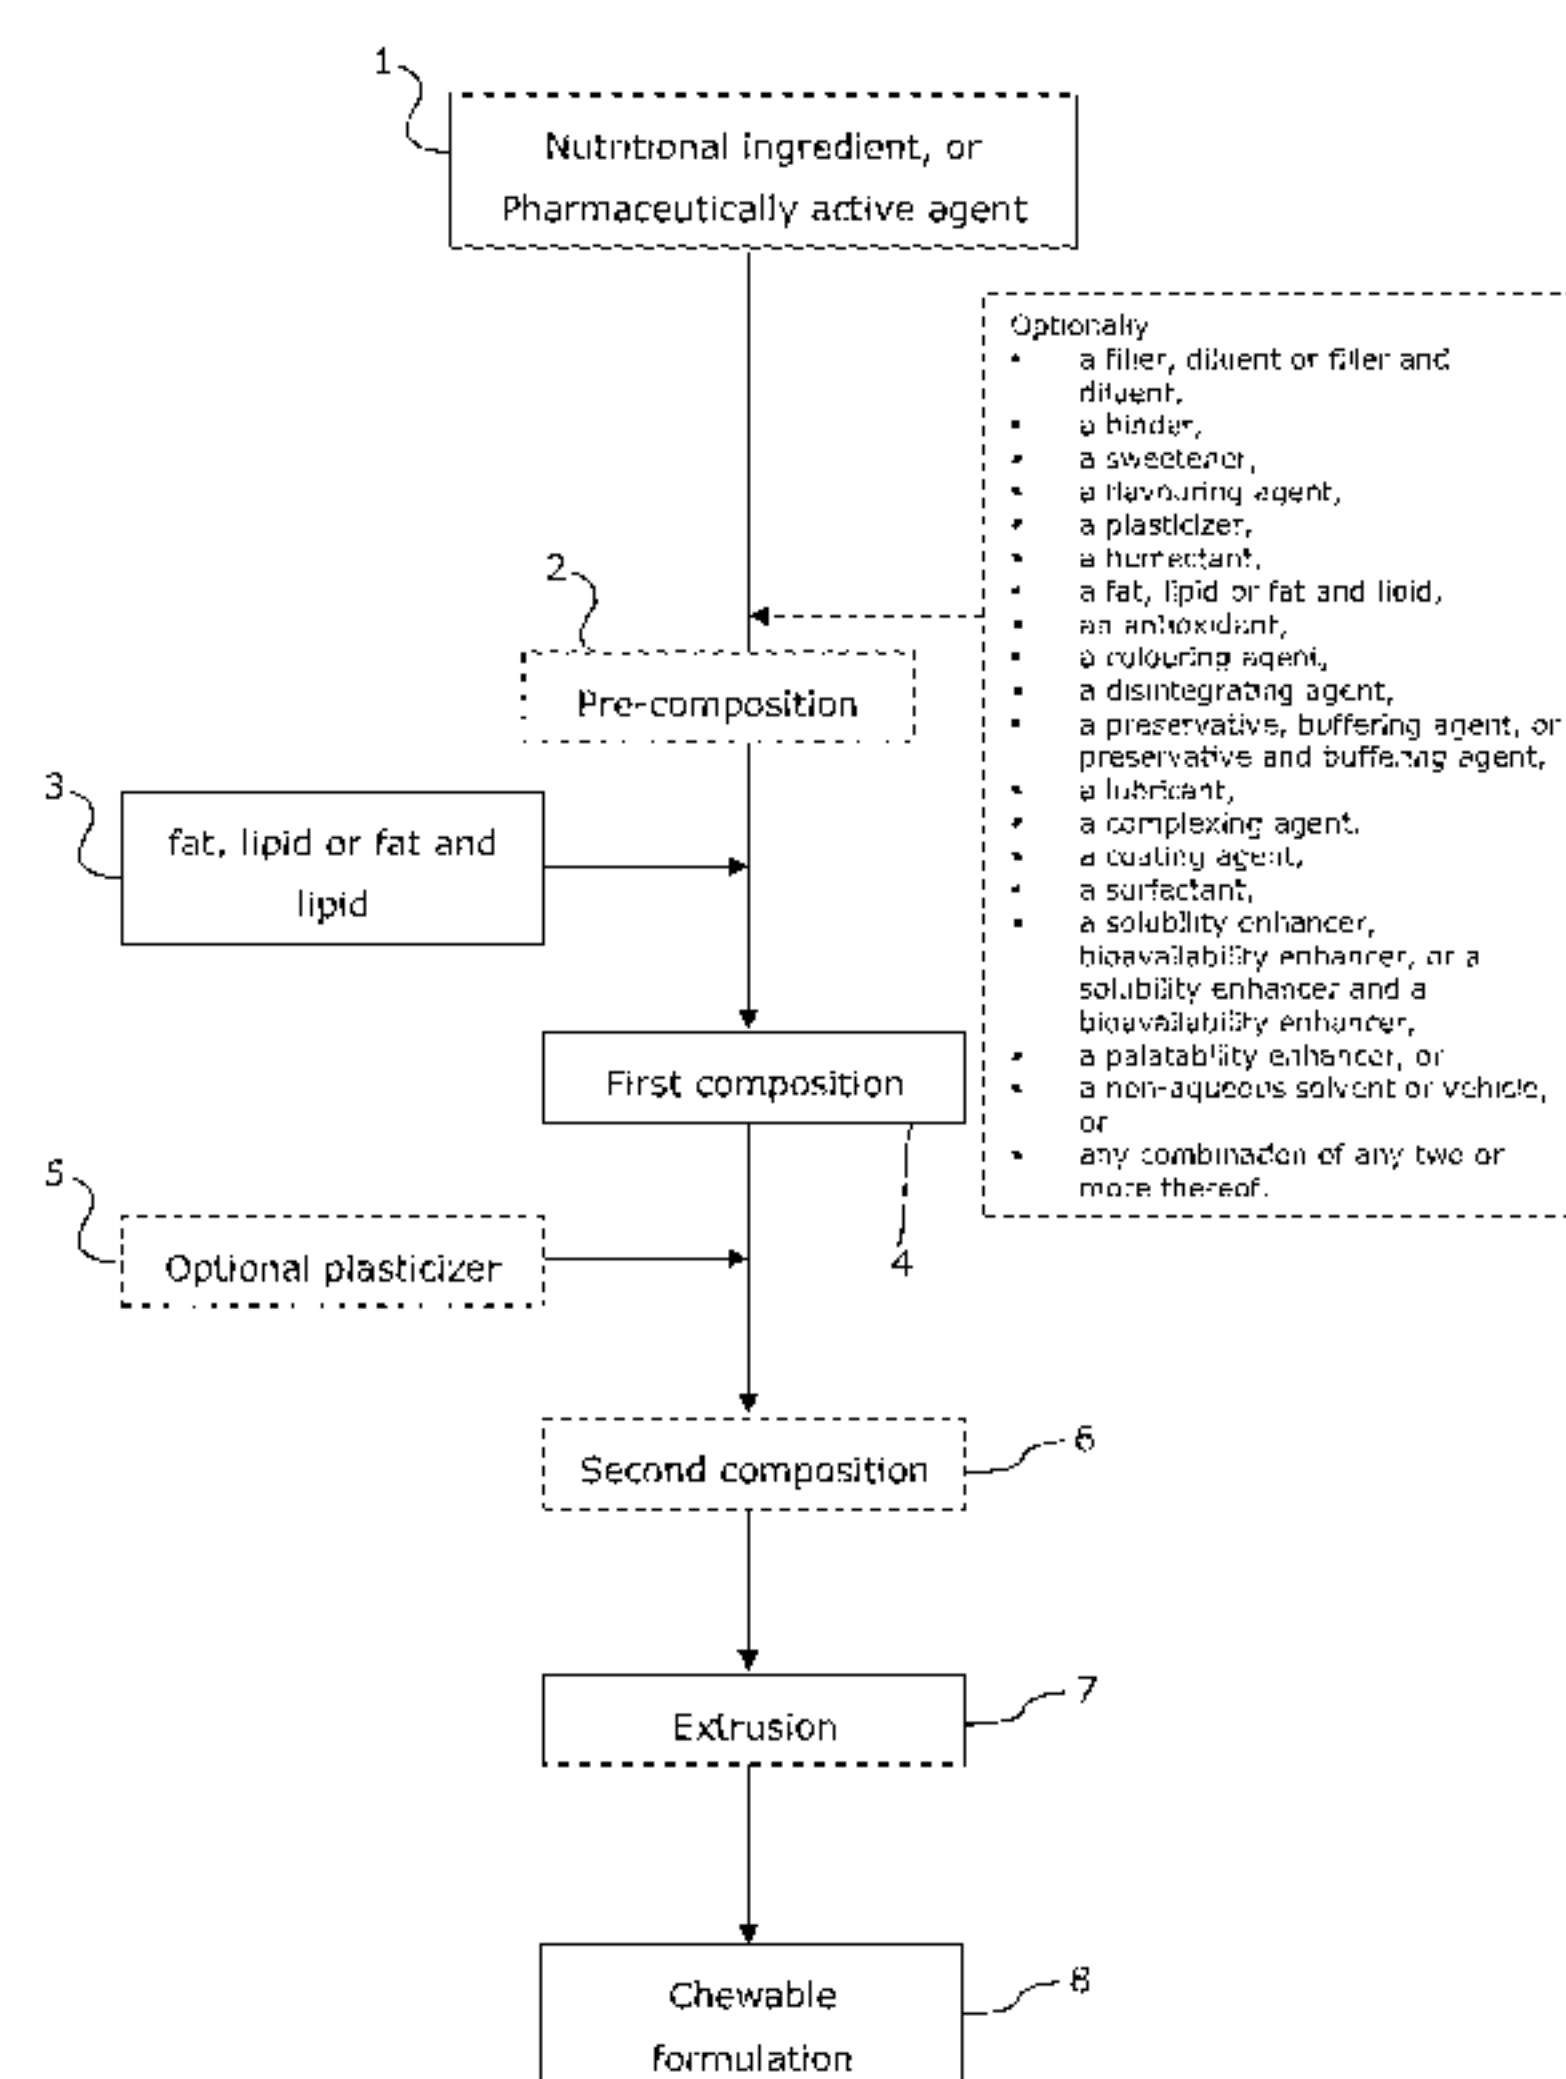 1
Nutritional ingredient, or
Pharmaceutically active agent
Optionally
• a filler, diluent or filler and
diluent,
• a binder,
• a sweetener,
• a flavouring agent,
• a plasticizer,
• a humectant,
• a fat, lipid or fat and lipid,
• an antioxidant,
• a colouring agent,
• a disintegrating agent,
• a preservative, buffering agent, or
preservative and buffering agent,
• a lubricant,
• a complexing agent,
• a coating agent,
• a surfactant,
• a solubility enhancer,
bioavailability enhancer, or a
solubility enhancer and a
bioavailability enhancer,
• a palatability enhancer, or
• a non-aqueous solvent or vehicle,
or
• any combination of any two or
more thereof.
2
Pre-composition
3
fat, lipid or fat and
lipid
First composition
4
5
Optional plasticizer
Second composition
6
Extrusion
7
Chewable
formulation
8